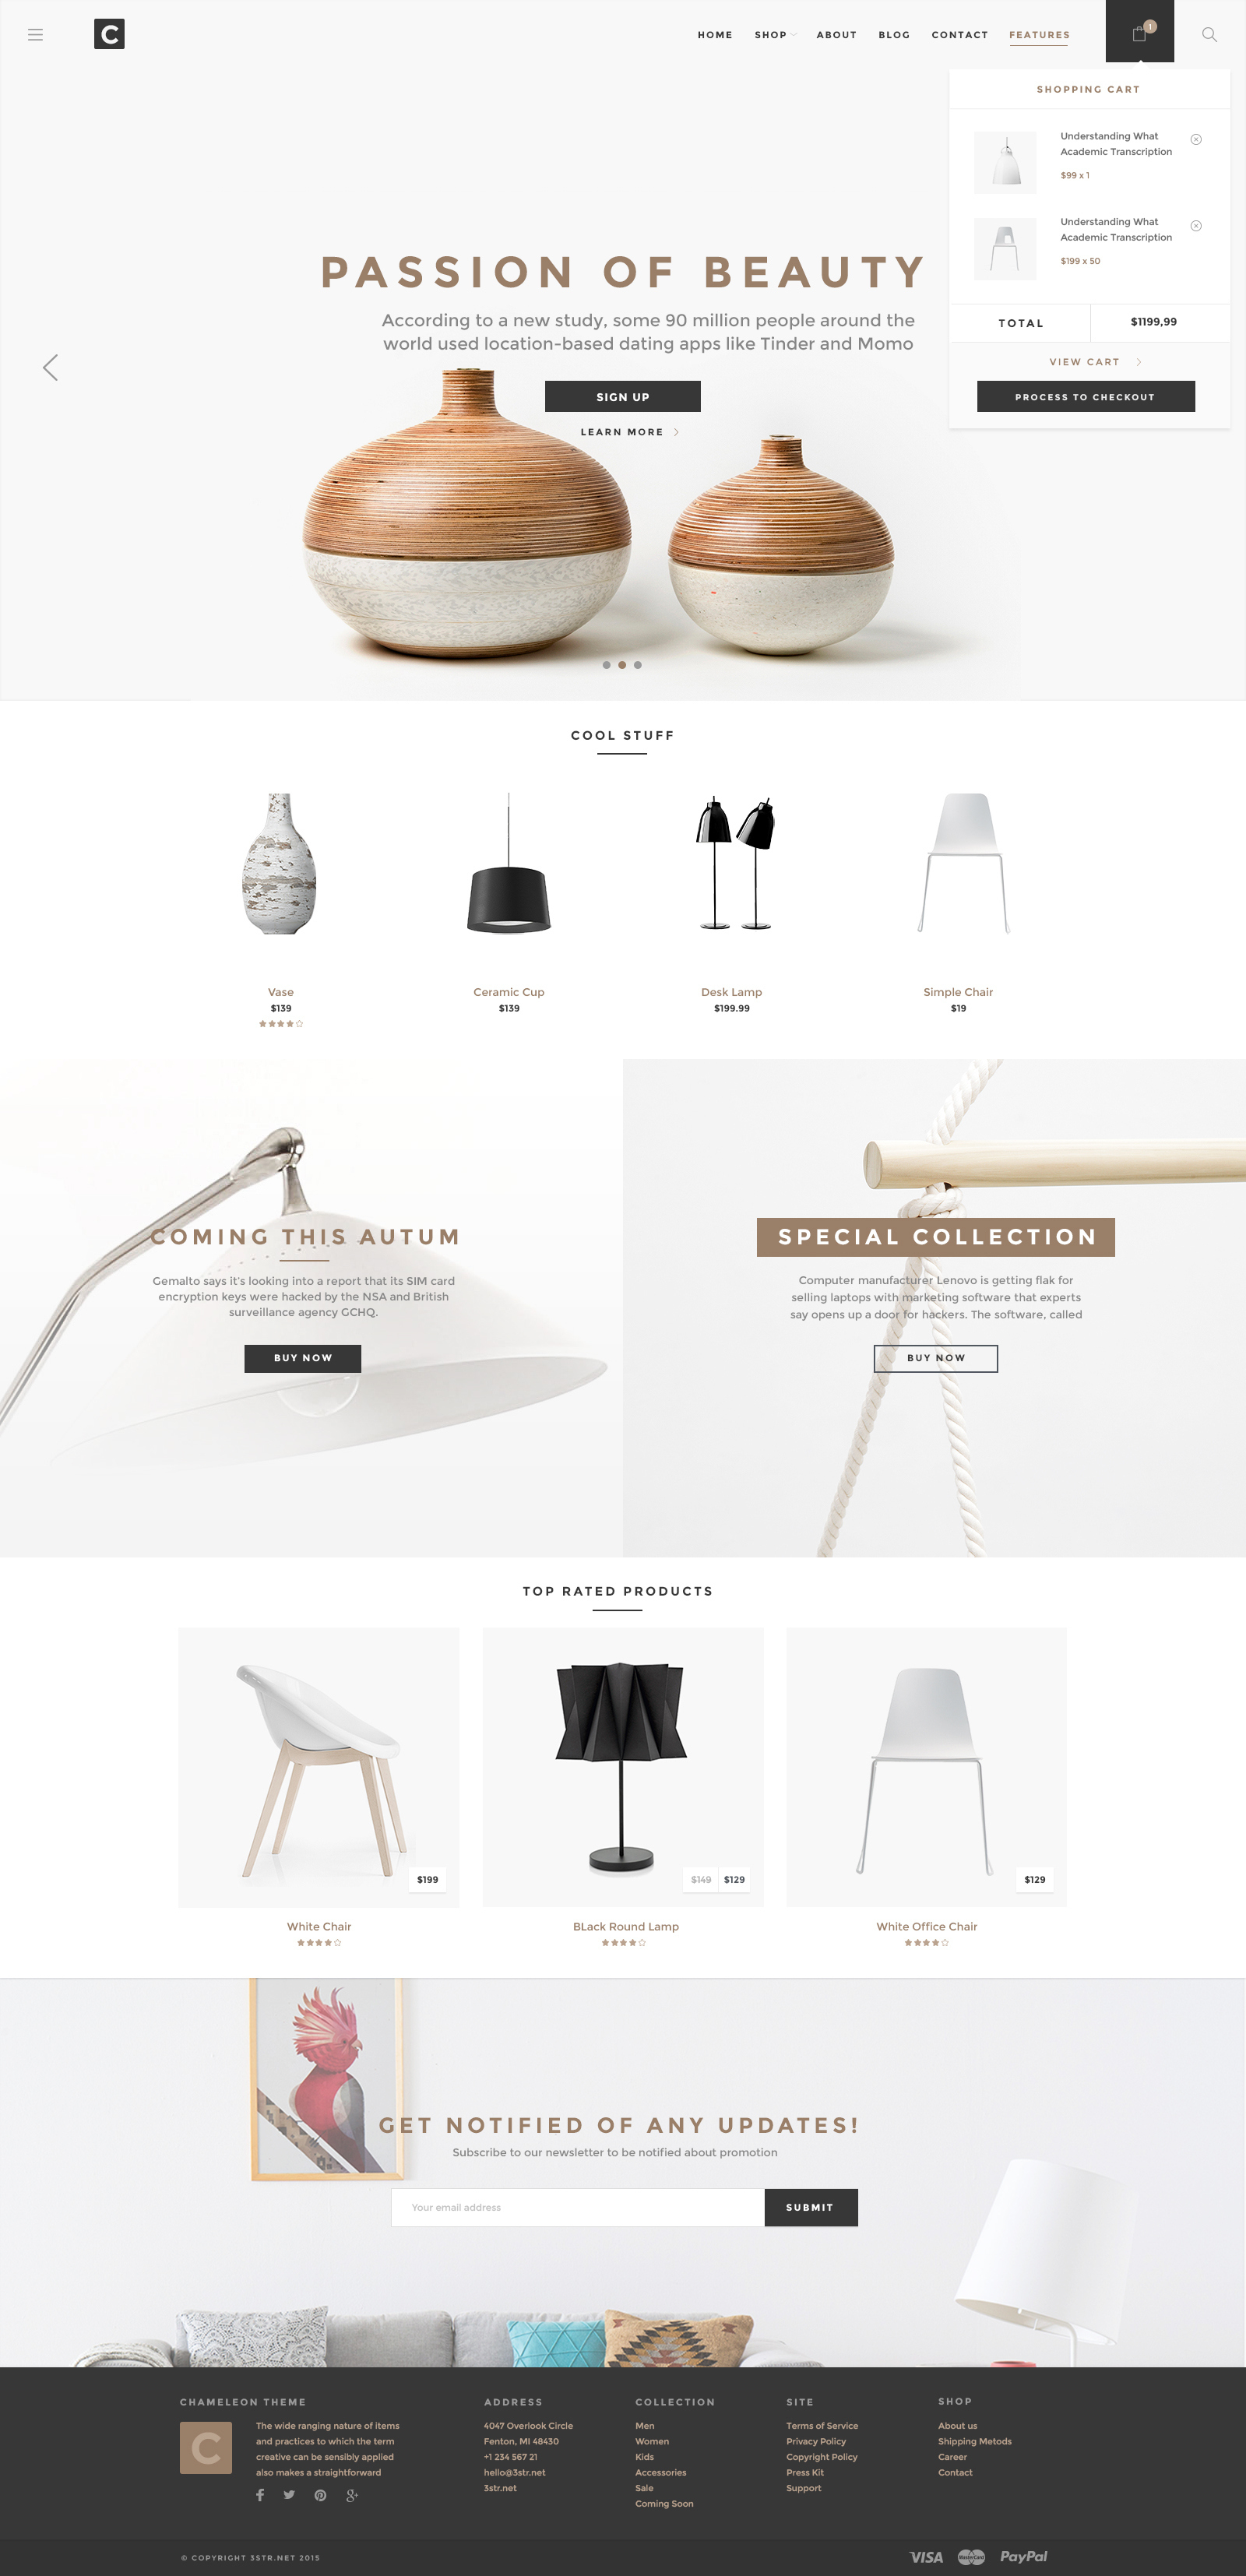 C
HOME SHOP ABOUT BLOG CONTACT FEATURES
1
SHOPPING CART
Understanding What
Academic Transcription
$99 x 1
Understanding What
Academic Transcription
$199 x 50
TOTAL $1199,99
VIEW CART
PROCESS TO CHECKOUT
PASSION OF BEAUTY
According to a new study, some 90 million people around the
world used location-based dating apps like Tinder and Momo
SIGN UP
LEARN MORE
COOL STUFF
Vase
$139
Ceramic Cup
$139
Desk Lamp
$199.99
Simple Chair
$19
COMING THIS AUTUM
Gemalto says it's looking into a report that its SIM card
encryption keys were hacked by the NSA and British
surveillance agency GCHQ.
BUY NOW
SPECIAL COLLECTION
Computer manufacturer Lenovo is getting flak for
selling laptops with marketing software that experts
say opens up a door for hackers. The software, called
BUY NOW
TOP RATED PRODUCTS
$199
White Chair
$149 $129
BLack Round Lamp
$129
White Office Chair
GET NOTIFIED OF ANY UPDATES!
Subscribe to our newsletter to be notified about promotion
Your email address
SUBMIT
CHAMELEON THEME
C
The wide ranging nature of items
and practices to which the term
creative can be sensibly applied
also makes a straightforward
ADDRESS
4047 Overlook Circle
Fenton, MI 48430
+1 234 567 21
hello@3str.net
3str.net
COLLECTION
Men
Women
Kids
Accessories
Sale
Coming Soon
SITE
Terms of Service
Privacy Policy
Copyright Policy
Press Kit
Support
SHOP
About us
Shipping Metods
Career
Contact
© COPYRIGHT 3STR.NET 2015
VISA MasterCard PayPal